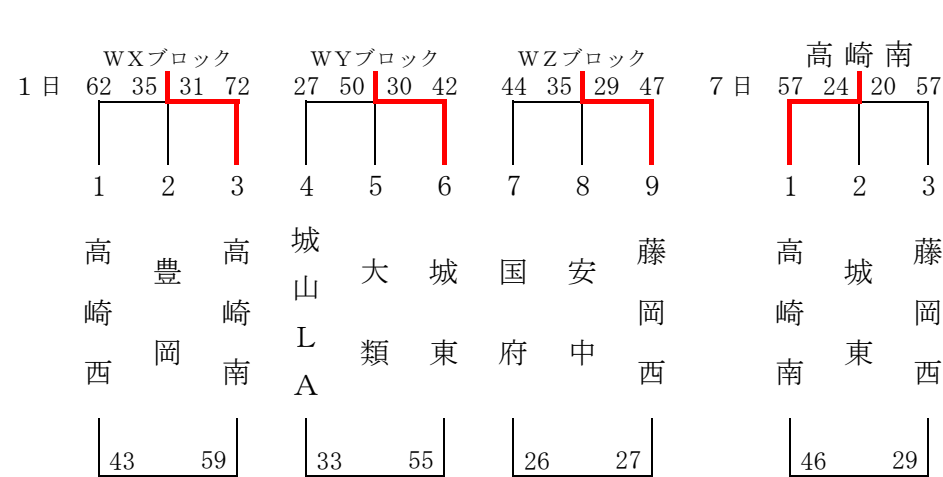 高崎南
WXブロック WYブロック WZブロック
1日 62 35 31 72 27 50 30 42 44 35 29 47 7日 57 24 20 57
1 2 3 4 5 6 7 8 9 1 2 3
高崎西
豊岡
高崎南
城山LA
大類
城東
国府
安中
藤岡西
高崎南
城東
藤岡西
43 59 33 55 26 27 46 29